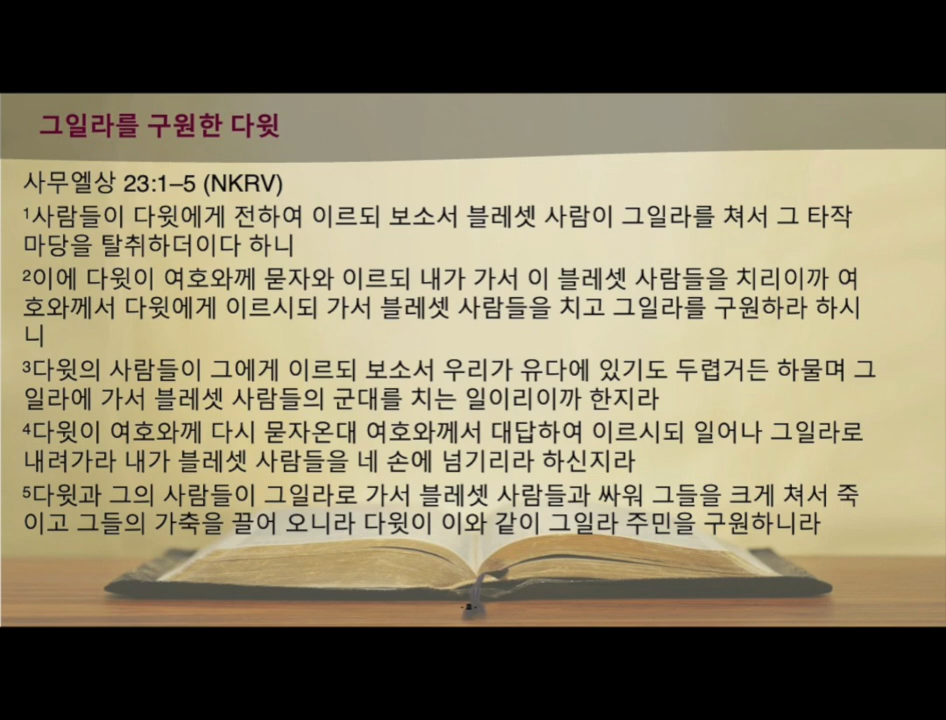 그일라를 구원한 다윗
사무엘상 23:1–5 (NKRV)
¹사람들이 다윗에게 전하여 이르되 보소서 블레셋 사람이 그일라를 쳐서 그 타작
마당을 탈취하더이다 하니
²이에 다윗이 여호와께 묻자와 이르되 내가 가서 이 블레셋 사람들을 치리이까 여
호와께서 다윗에게 이르시되 가서 블레셋 사람들을 치고 그일라를 구원하라 하시
니
³다윗의 사람들이 그에게 이르되 보소서 우리가 유다에 있기도 두렵거든 하물며 그
일라에 가서 블레셋 사람들의 군대를 치는 일이리이까 한지라
⁴다윗이 여호와께 다시 묻자온대 여호와께서 대답하여 이르시되 일어나 그일라로
내려가라 내가 블레셋 사람들을 네 손에 넘기리라 하신지라
⁵다윗과 그의 사람들이 그일라로 가서 블레셋 사람들과 싸워 그들을 크게 쳐서 죽
이고 그들의 가축을 끌어 오니라 다윗이 이와 같이 그일라 주민을 구원하니라